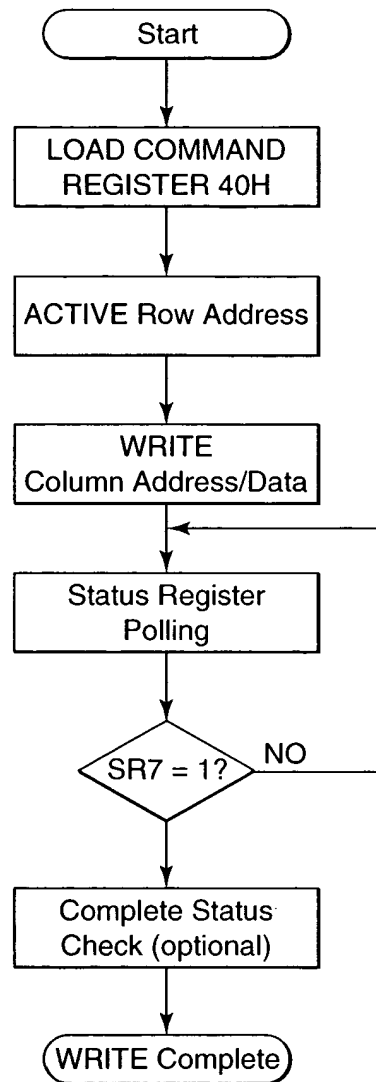 Start
LOAD COMMAND
REGISTER 40H
ACTIVE Row Address
WRITE
Column Address/Data
Status Register
Polling
SR7 = 1?
NO
Complete Status
Check (optional)
WRITE Complete